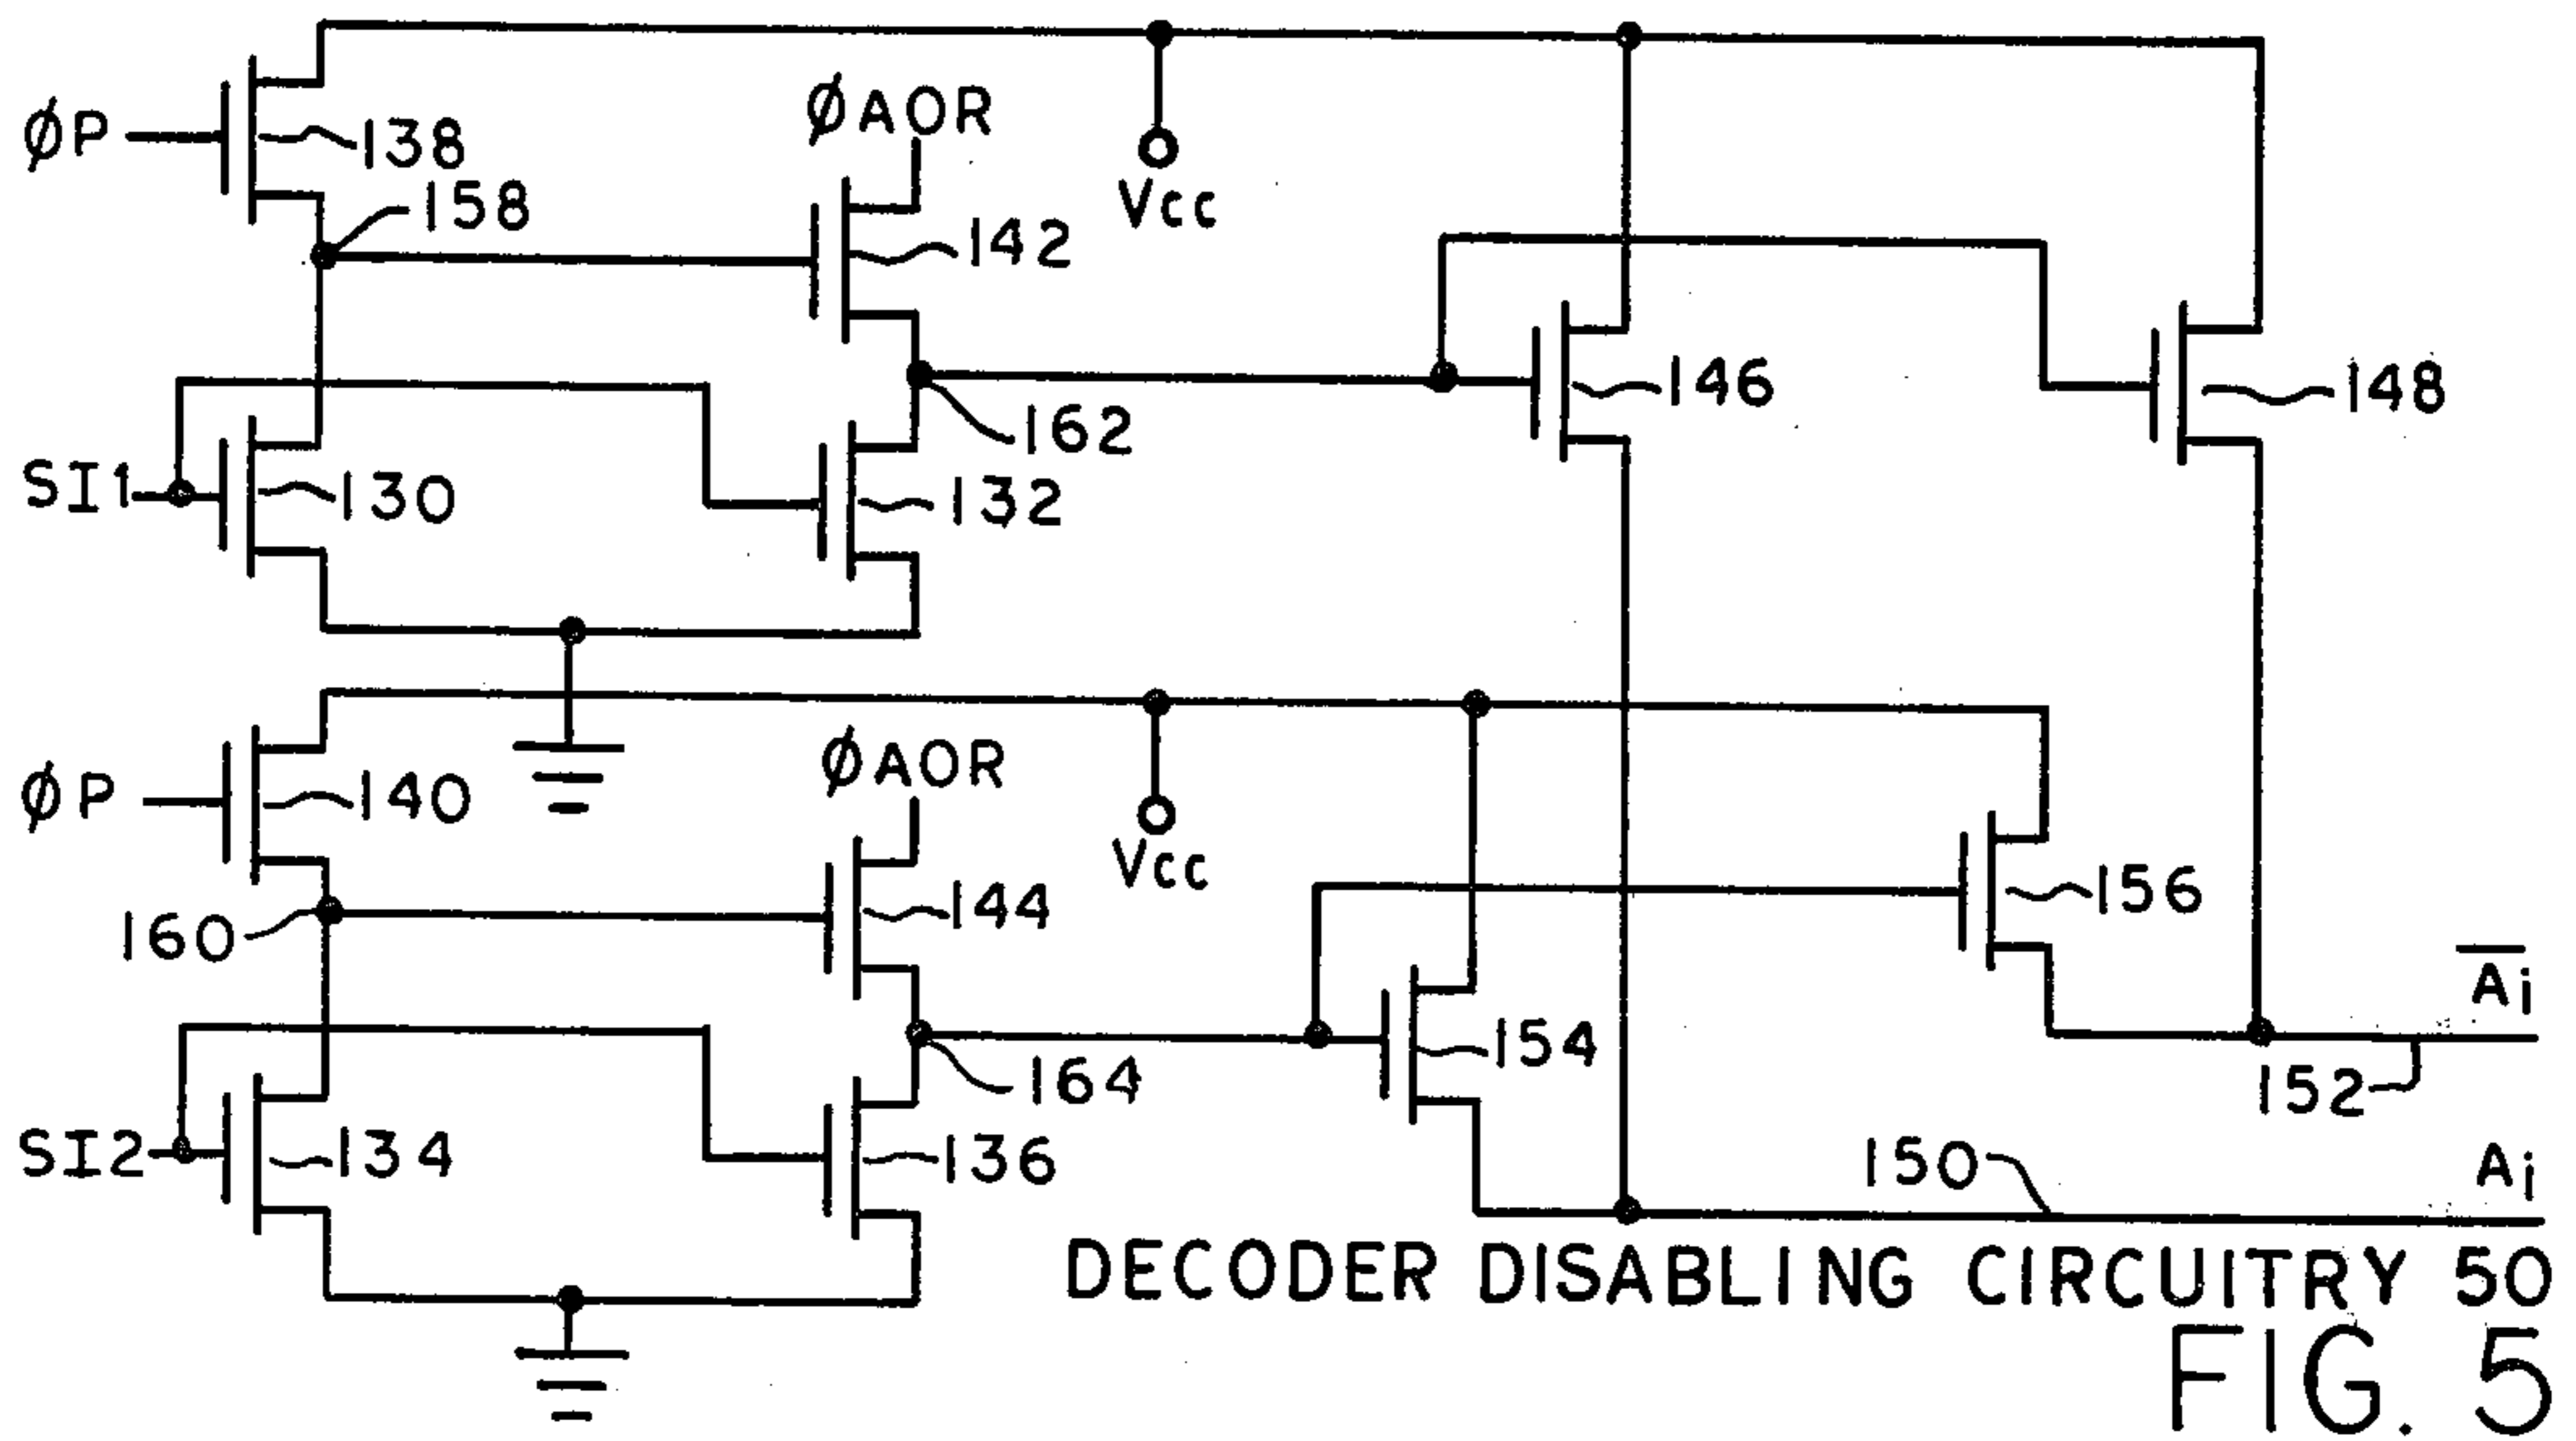 ØP
138
158
ØAOR
142
Vcc
162
146
148
SI1
130
132
ØP
140
160
ØAOR
144
Vcc
156
164
154
A̅i
152
SI2
134
136
150
Ai
DECODER DISABLING CIRCUITRY 50
FIG. 5